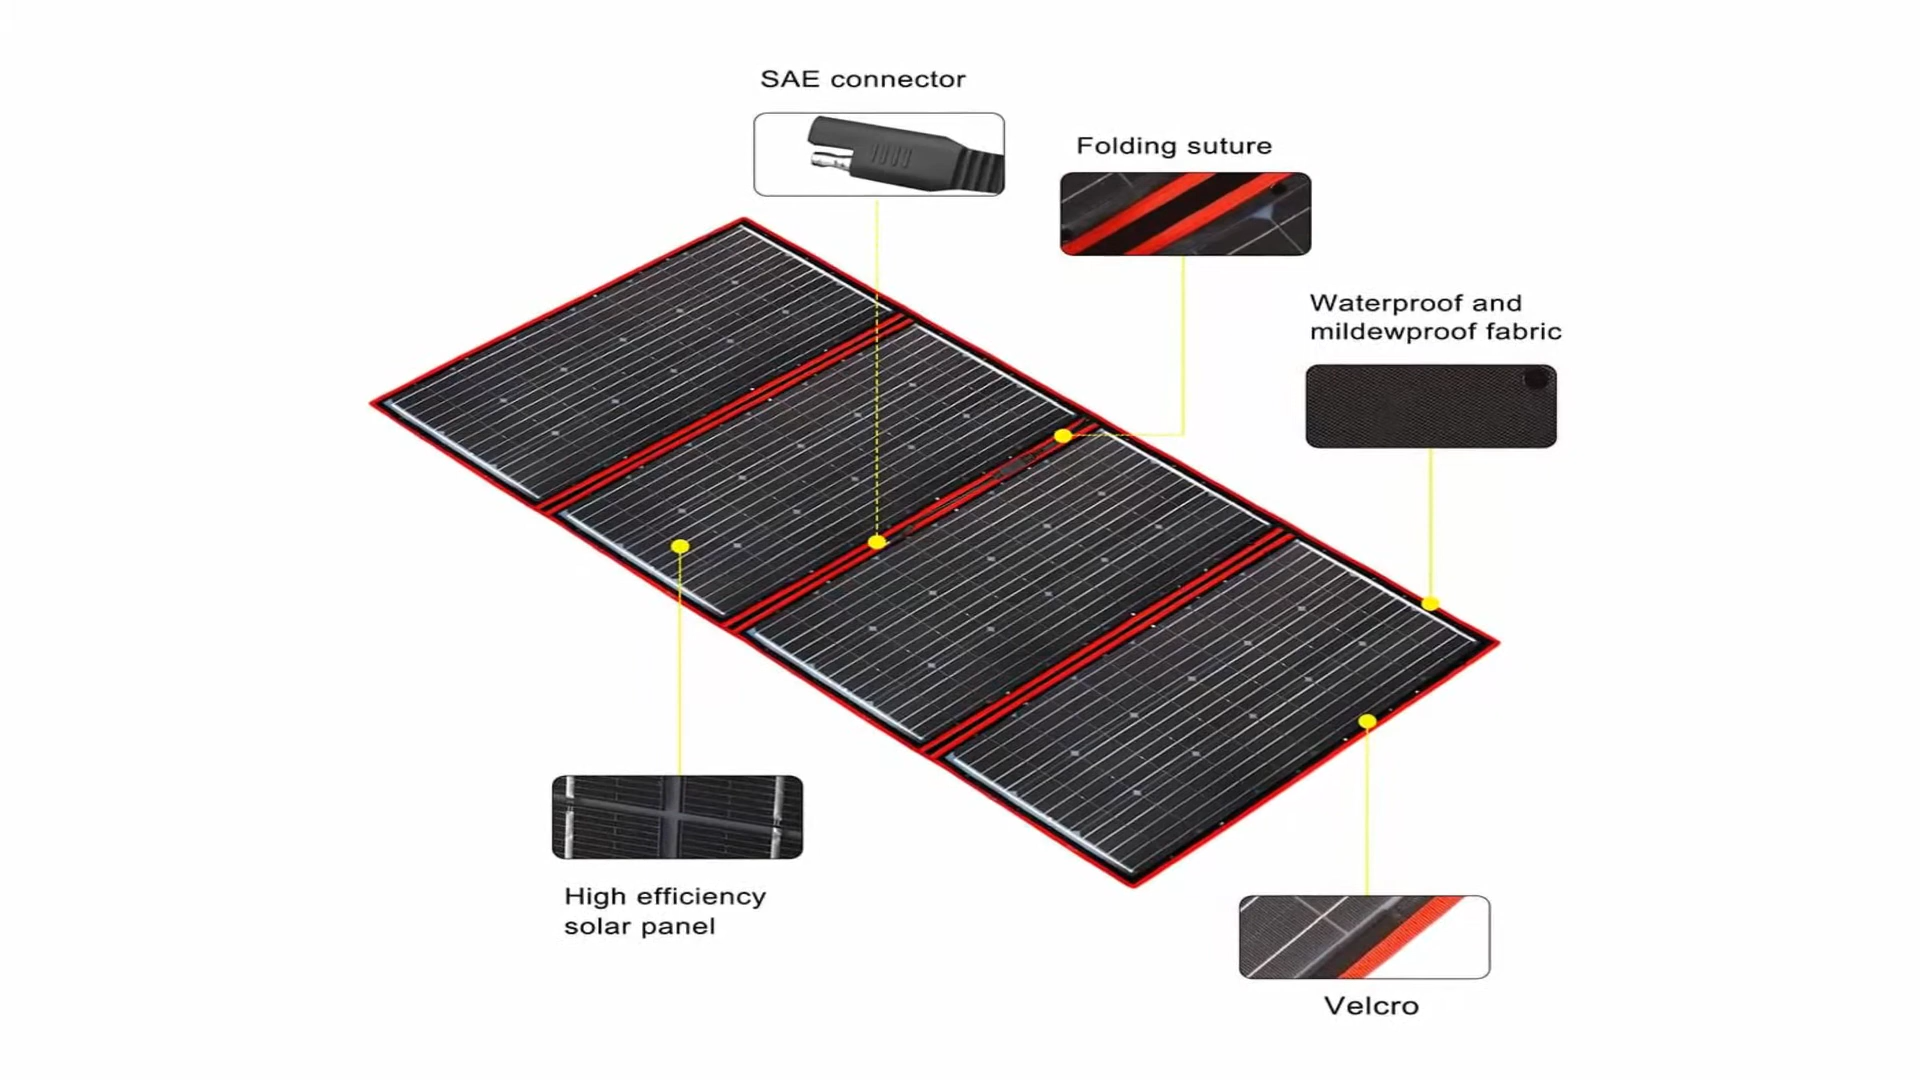 SAE connector
Folding suture
Waterproof and
mildewproof fabric
High efficiency
solar panel
Velcro